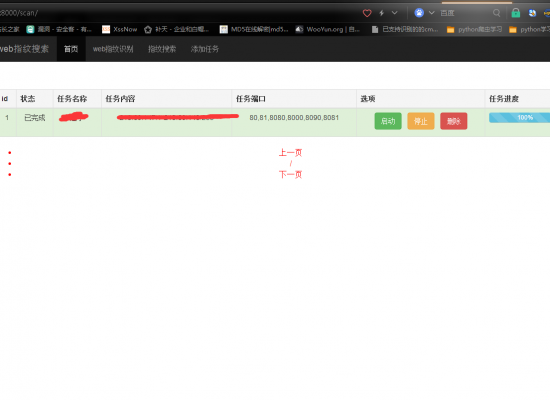 8000/scan/
百度
长之家 漏洞 - 安全客 - 有... XssNow 补天 - 企业和白帽... MD5在线解密|md5... WooYun.org | 自... 已支持识别的的cm... python爬虫学习 python学习
web指纹搜索 首页 web指纹识别 指纹搜索 添加任务
id 状态 任务名称 任务内容 任务端口 选项 任务进度
1 已完成 80,81,8080,8000,8090,8081 启动 停止 删除 100%
上一页
/
下一页